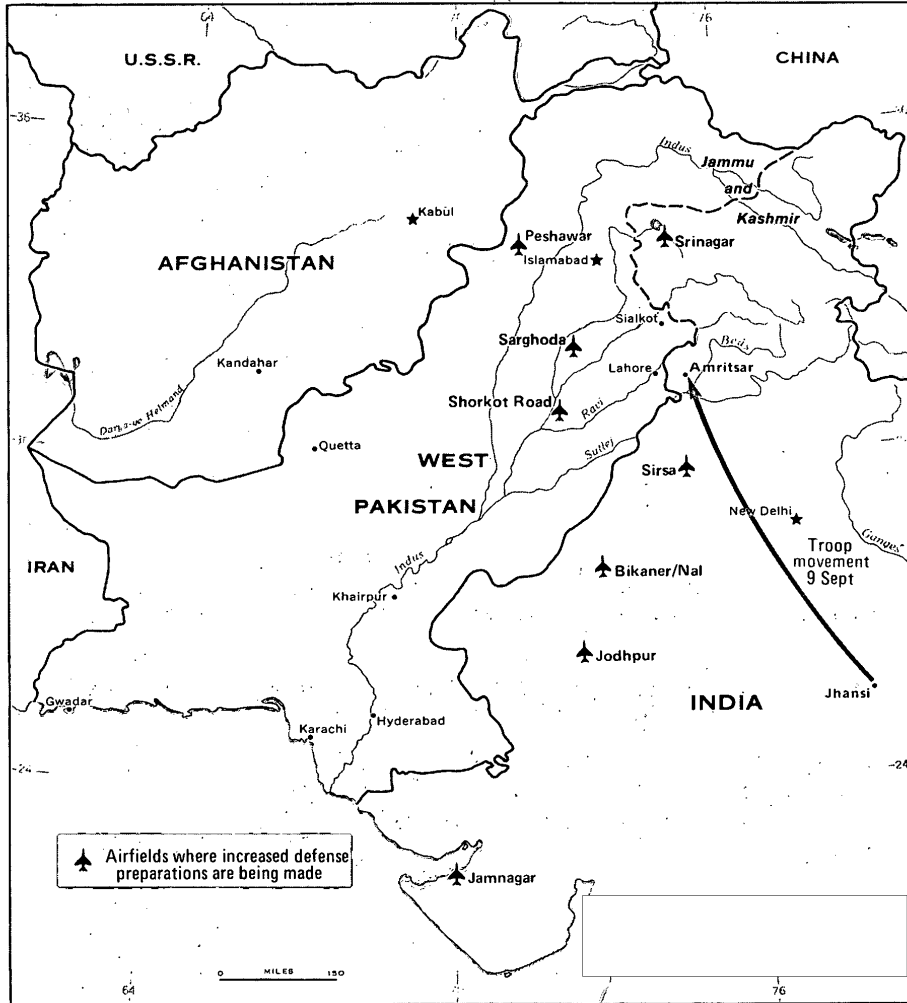 64
76
U.S.S.R.
CHINA
36
Indus
Jammu
and
Kashmir
Kabul
Peshawar
Srinagar
Islamabad
AFGHANISTAN
Sialkot
Sarghoda
Beas
Kandahar
Lahore
Amritsar
Shorkot Road
Ravi
Darya-ye Helmand
Quetta
Sutlej
WEST
PAKISTAN
Sirsa
New Delhi
Ganges
Troop
movement
9 Sept
Indus
IRAN
Bikaner/Nal
Khairpur
Jodhpur
Jhansi
INDIA
Gwadar
Hyderabad
Karachi
24
24
Airfields where increased defense
preparations are being made
Jamnagar
0 MILES 150
64
76